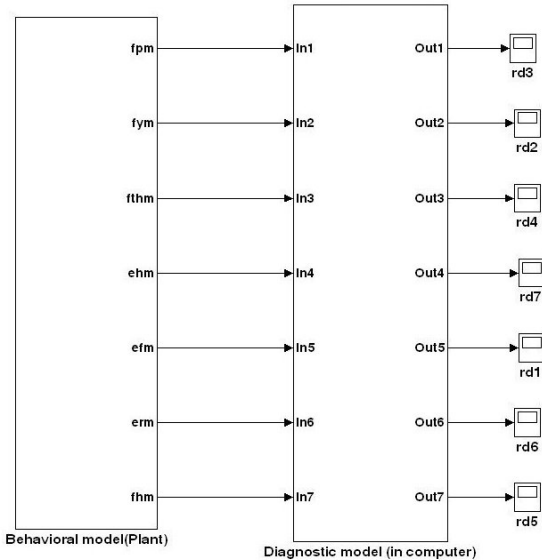 fpm In1 Out1 rd3
fym In2 Out2 rd2
fthm In3 Out3 rd4
ehm In4 Out4 rd7
efm In5 Out5 rd1
erm In6 Out6 rd6
fhm In7 Out7 rd5
Behavioral model(Plant)
Diagnostic model (in computer)